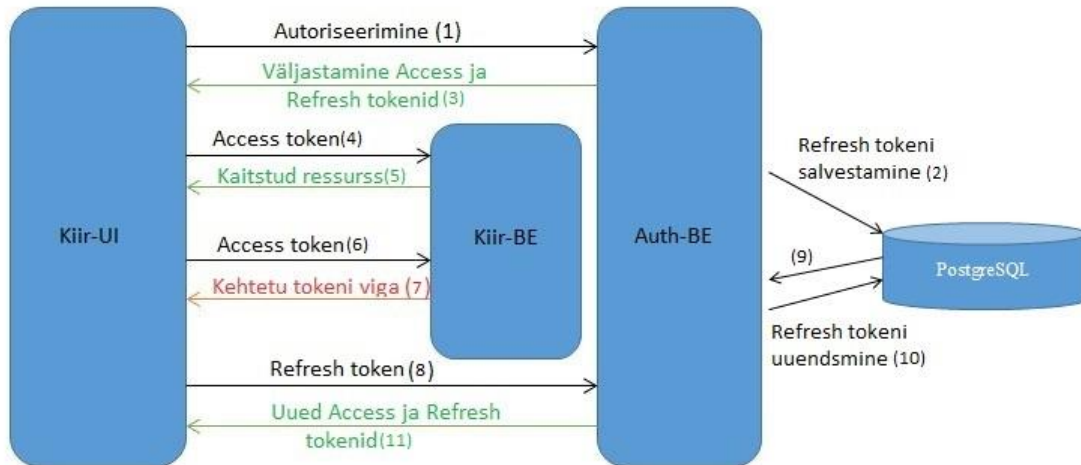 Autoriseerimine (1)
Väljastamine Access ja
Refresh tokenid(3)
Access token(4)
Kaitstud ressurss(5)
Refresh tokeni
salvestamine (2)
Kiir-UI
Kiir-BE
Auth-BE
Access token(6)
Kehtetu tokeni viga (7)
(9)
PostgreSQL
Refresh tokeni
uuendsmine (10)
Refresh token(8)
Uued Access ja Refresh
tokenid(11)